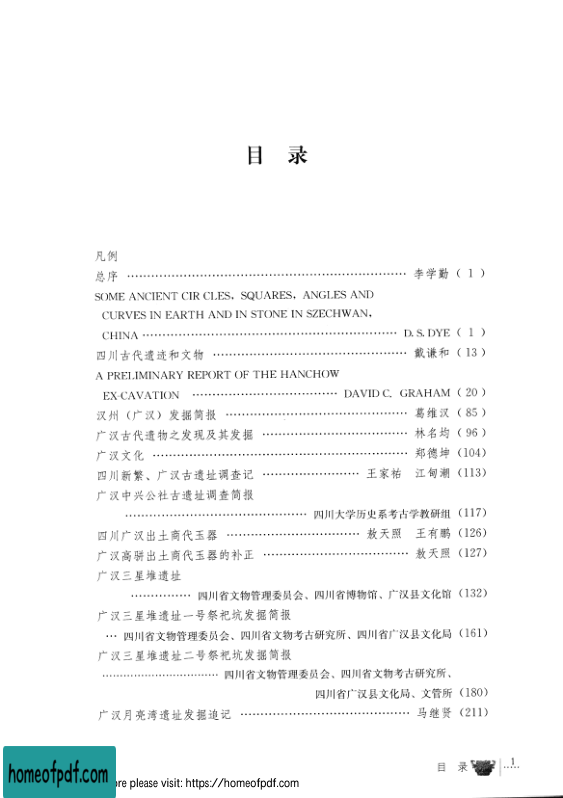 目 录
凡例
总序 …… 李学勤（ 1 ）
SOME ANCIENT CIR CLES, SQUARES, ANGLES AND
CURVES IN EARTH AND IN STONE IN SZECHWAN,
CHINA …… D. S. DYE（ 1 ）
四川古代遗迹和文物 …… 戴谦和（ 13 ）
A PRELIMINARY REPORT OF THE HANCHOW
EX-CAVATION …… DAVID C. GRAHAM（ 20 ）
汉州（广汉）发掘简报 …… 葛维汉（ 85 ）
广汉古代遗物之发现及其发掘 …… 林名均（ 96 ）
广汉文化 …… 郑德坤（104）
四川新繁、广汉古遗址调查记 …… 王家祐 江甸潮（113）
广汉中兴公社古遗址调查简报
…… 四川大学历史系考古学教研组（117）
四川广汉出土商代玉器 …… 敖天照 王有鹏（126）
广汉高骈出土商代玉器的补正 …… 敖天照（127）
广汉三星堆遗址
…… 四川省文物管理委员会、四川省博物馆、广汉县文化馆（132）
广汉三星堆遗址一号祭祀坑发掘简报
… 四川省文物管理委员会、四川省文物考古研究所、四川省广汉县文化局（161）
广汉三星堆遗址二号祭祀坑发掘简报
…… 四川省文物管理委员会、四川省文物考古研究所、
四川省广汉县文化局、文管所（180）
广汉月亮湾遗址发掘追记 …… 马继贤（211）
目 录 1
homeofpdf.com
re please visit: https://homeofpdf.com